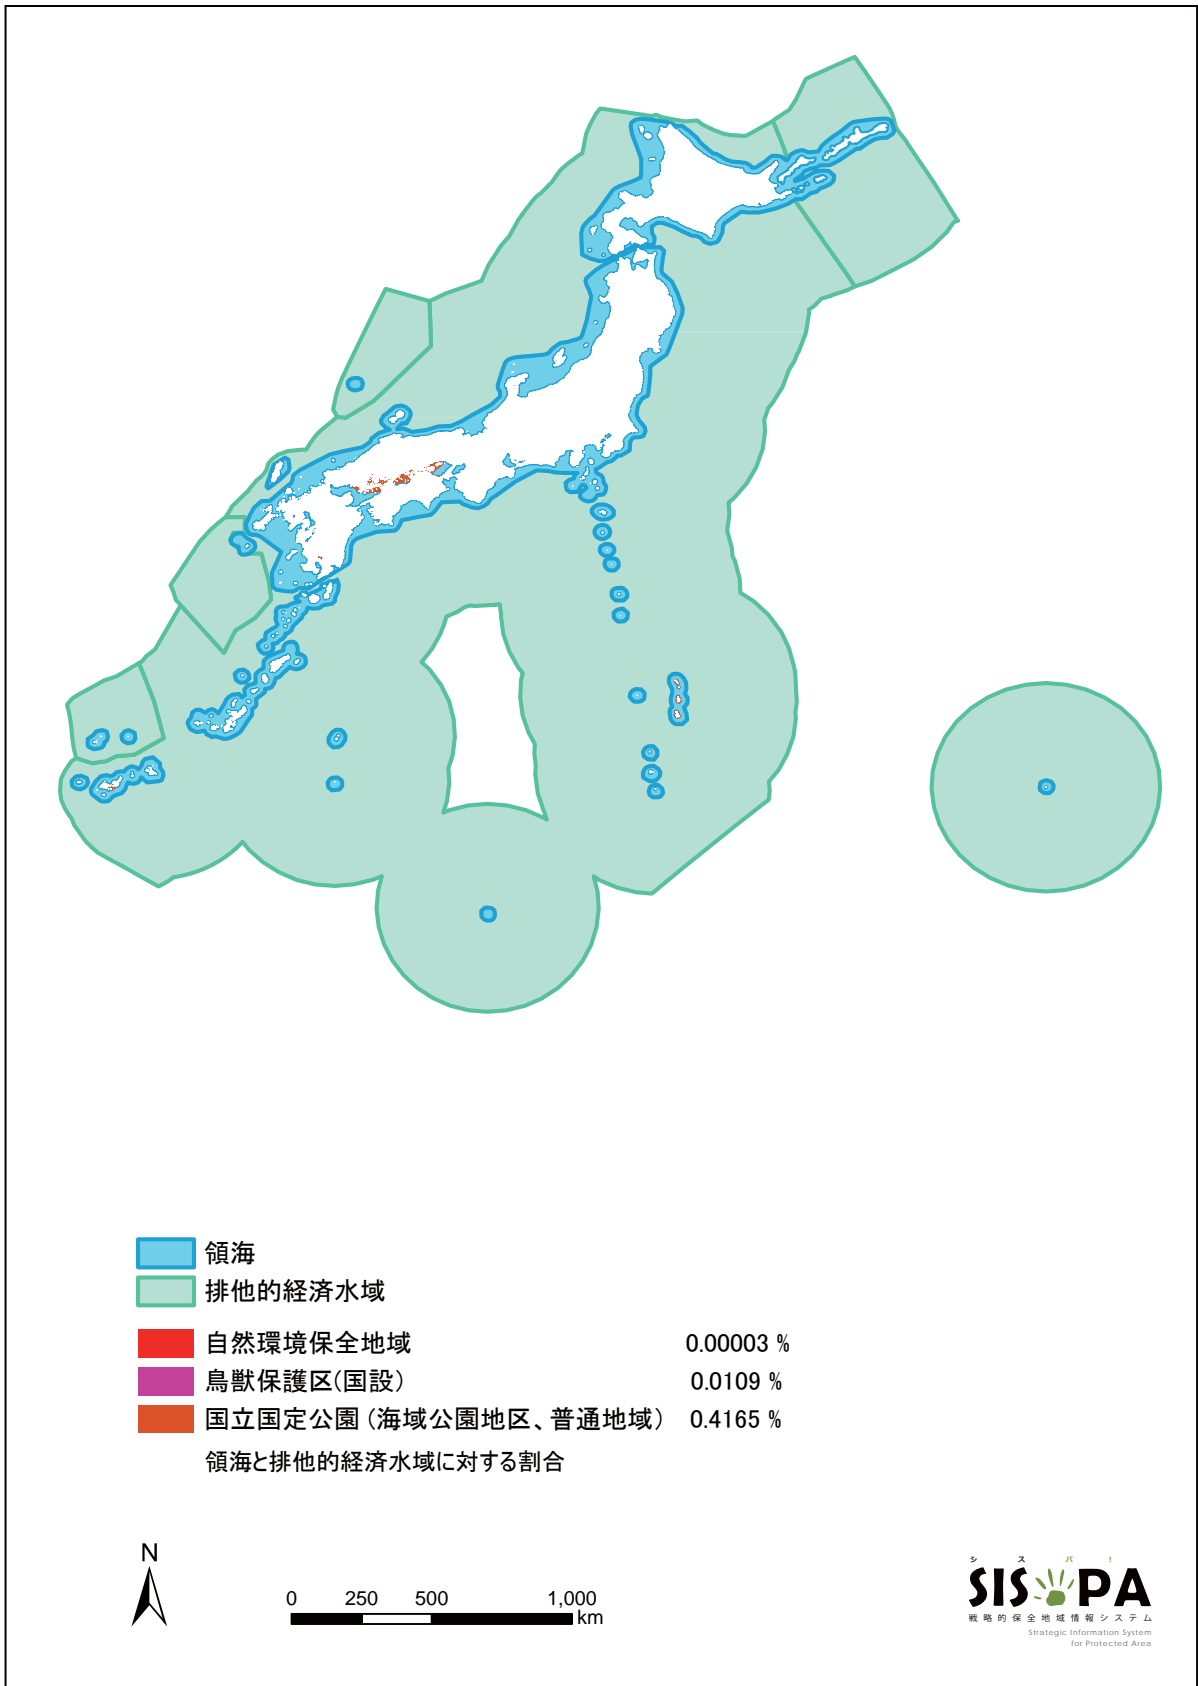 領海
排他的経済水域
自然環境保全地域 0.00003 %
鳥獣保護区(国設) 0.0109 %
国立国定公園 (海域公園地区、普通地域) 0.4165 %
領海と排他的経済水域に対する割合
N
0 250 500 1,000
km
シスパ!
SISPA
戦略的保全地域情報システム
Strategic Information System
for Protected Area